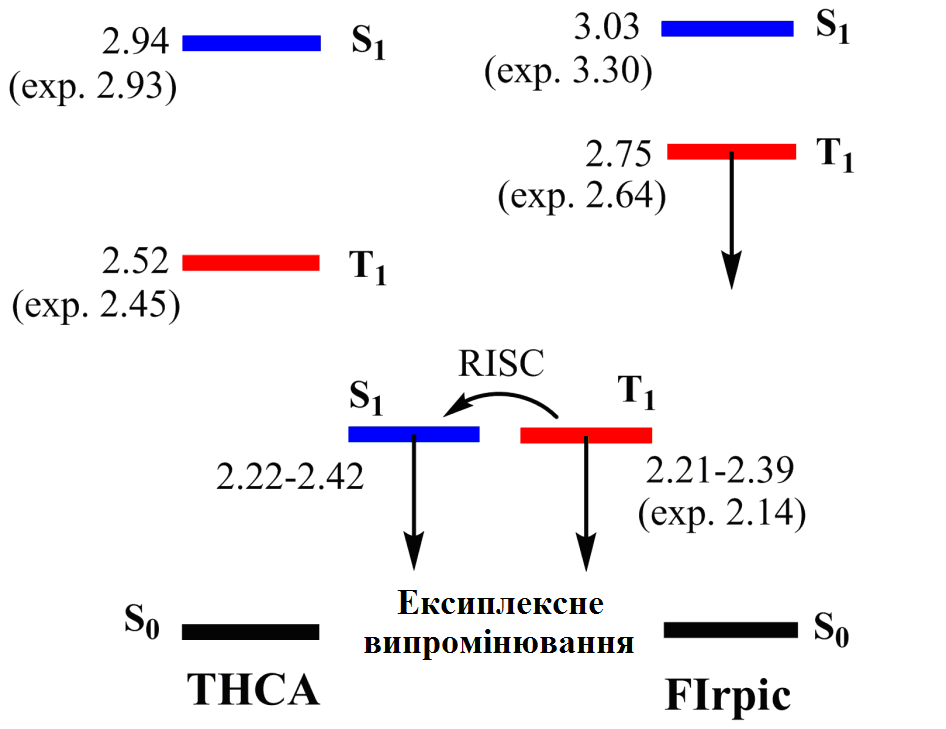 2.94
(exp. 2.93)
S1
3.03
(exp. 3.30)
S1
2.75
(exp. 2.64)
T1
2.52
(exp. 2.45)
T1
RISC
S1
T1
2.22-2.42
2.21-2.39
(exp. 2.14)
Ексиплексне
випромінювання
S0
THCA
S0
FIrpic